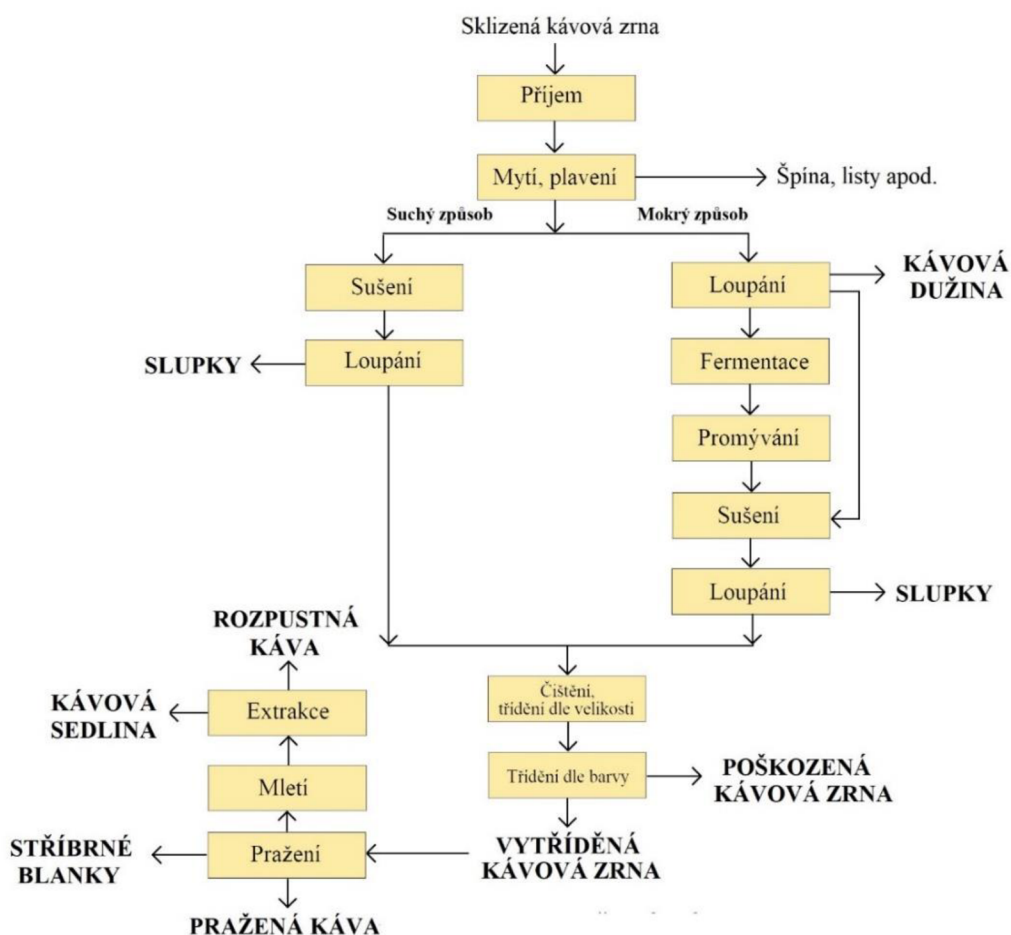 Sklizená kávová zrna
Příjem
Mytí, plavení
Špína, listy apod.
Suchý způsob
Mokrý způsob
Sušení
Loupání
SLUPKY
Loupání
KÁVOVÁ
DUŽINA
Fermentace
Promývání
Sušení
Loupání
SLUPKY
Čištění,
třídění dle velikosti
Třídění dle barvy
POŠKOZENÁ
KÁVOVÁ ZRNA
VYTŘÍDĚNÁ
KÁVOVÁ ZRNA
ROZPUSTNÁ
KÁVA
Extrakce
KÁVOVÁ
SEDLINA
Mletí
Pražení
STŘÍBRNÉ
BLANKY
PRAŽENÁ KÁVA